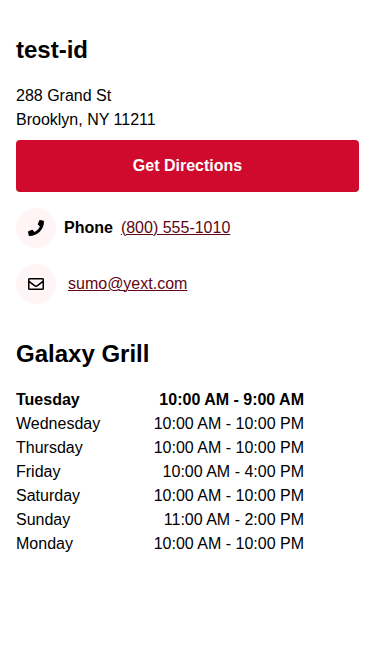 test-id
288 Grand St
Brooklyn, NY 11211
Get Directions
Phone (800) 555-1010
sumo@yext.com
Galaxy Grill
Tuesday 10:00 AM - 9:00 AM
Wednesday 10:00 AM - 10:00 PM
Thursday 10:00 AM - 10:00 PM
Friday 10:00 AM - 4:00 PM
Saturday 10:00 AM - 10:00 PM
Sunday 11:00 AM - 2:00 PM
Monday 10:00 AM - 10:00 PM